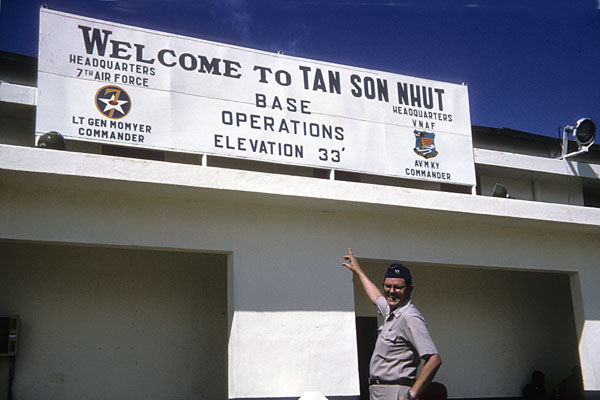 WELCOME TO TAN SON NHUT
HEADQUARTERS
7TH AIR FORCE
7
LT GEN MOMYER
COMMANDER
BASE
OPERATIONS
ELEVATION 33'
HEADQUARTERS
VNAF
AVM KY
COMMANDER